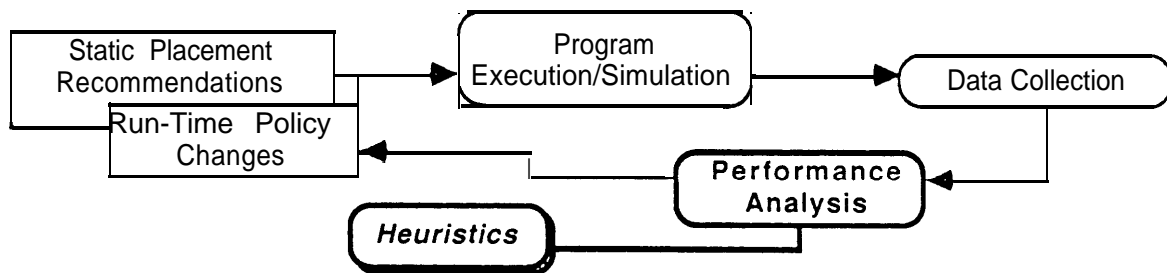 Static Placement
Recommendations
Run-Time Policy
Changes
Program
Execution/Simulation
Data Collection
Performance
Analysis
Heuristics